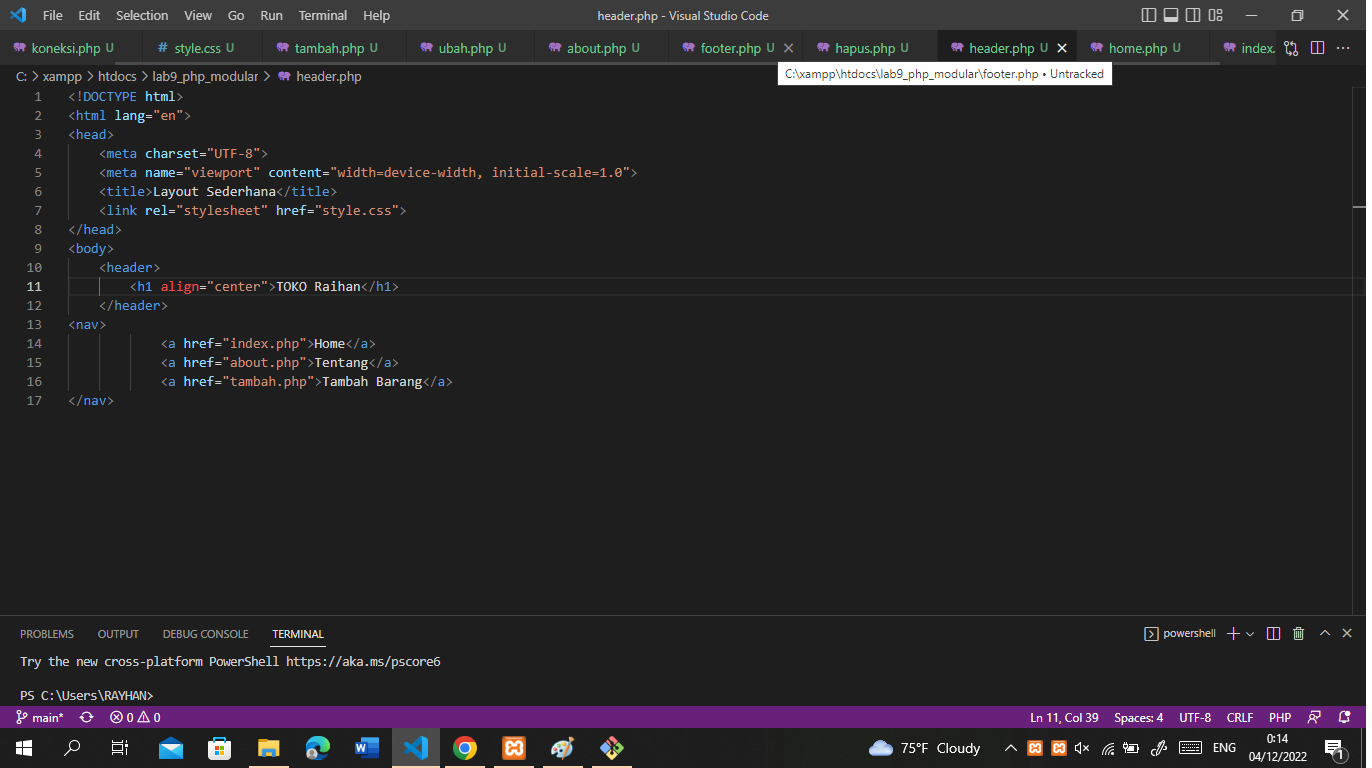 File Edit Selection View Go Run Terminal Help header.php - Visual Studio Code
koneksi.php U # style.css U tambah.php U ubah.php U about.php U footer.php U hapus.php U header.php U home.php U index.
C: > xampp > htdocs > lab9_php_modular > header.php
C:\xampp\htdocs\lab9_php_modular\footer.php • Untracked
1 <!DOCTYPE html>
2 <html lang="en">
3 <head>
4 <meta charset="UTF-8">
5 <meta name="viewport" content="width=device-width, initial-scale=1.0">
6 <title>Layout Sederhana</title>
7 <link rel="stylesheet" href="style.css">
8 </head>
9 <body>
10 <header>
11 <h1 align="center">TOKO Raihan</h1>
12 </header>
13 <nav>
14 <a href="index.php">Home</a>
15 <a href="about.php">Tentang</a>
16 <a href="tambah.php">Tambah Barang</a>
17 </nav>
PROBLEMS OUTPUT DEBUG CONSOLE TERMINAL powershell
Try the new cross-platform PowerShell https://aka.ms/pscore6
PS C:\Users\RAYHAN>
main* 0 0 Ln 11, Col 39 Spaces: 4 UTF-8 CRLF PHP
75°F Cloudy ENG 0:14
04/12/2022 1